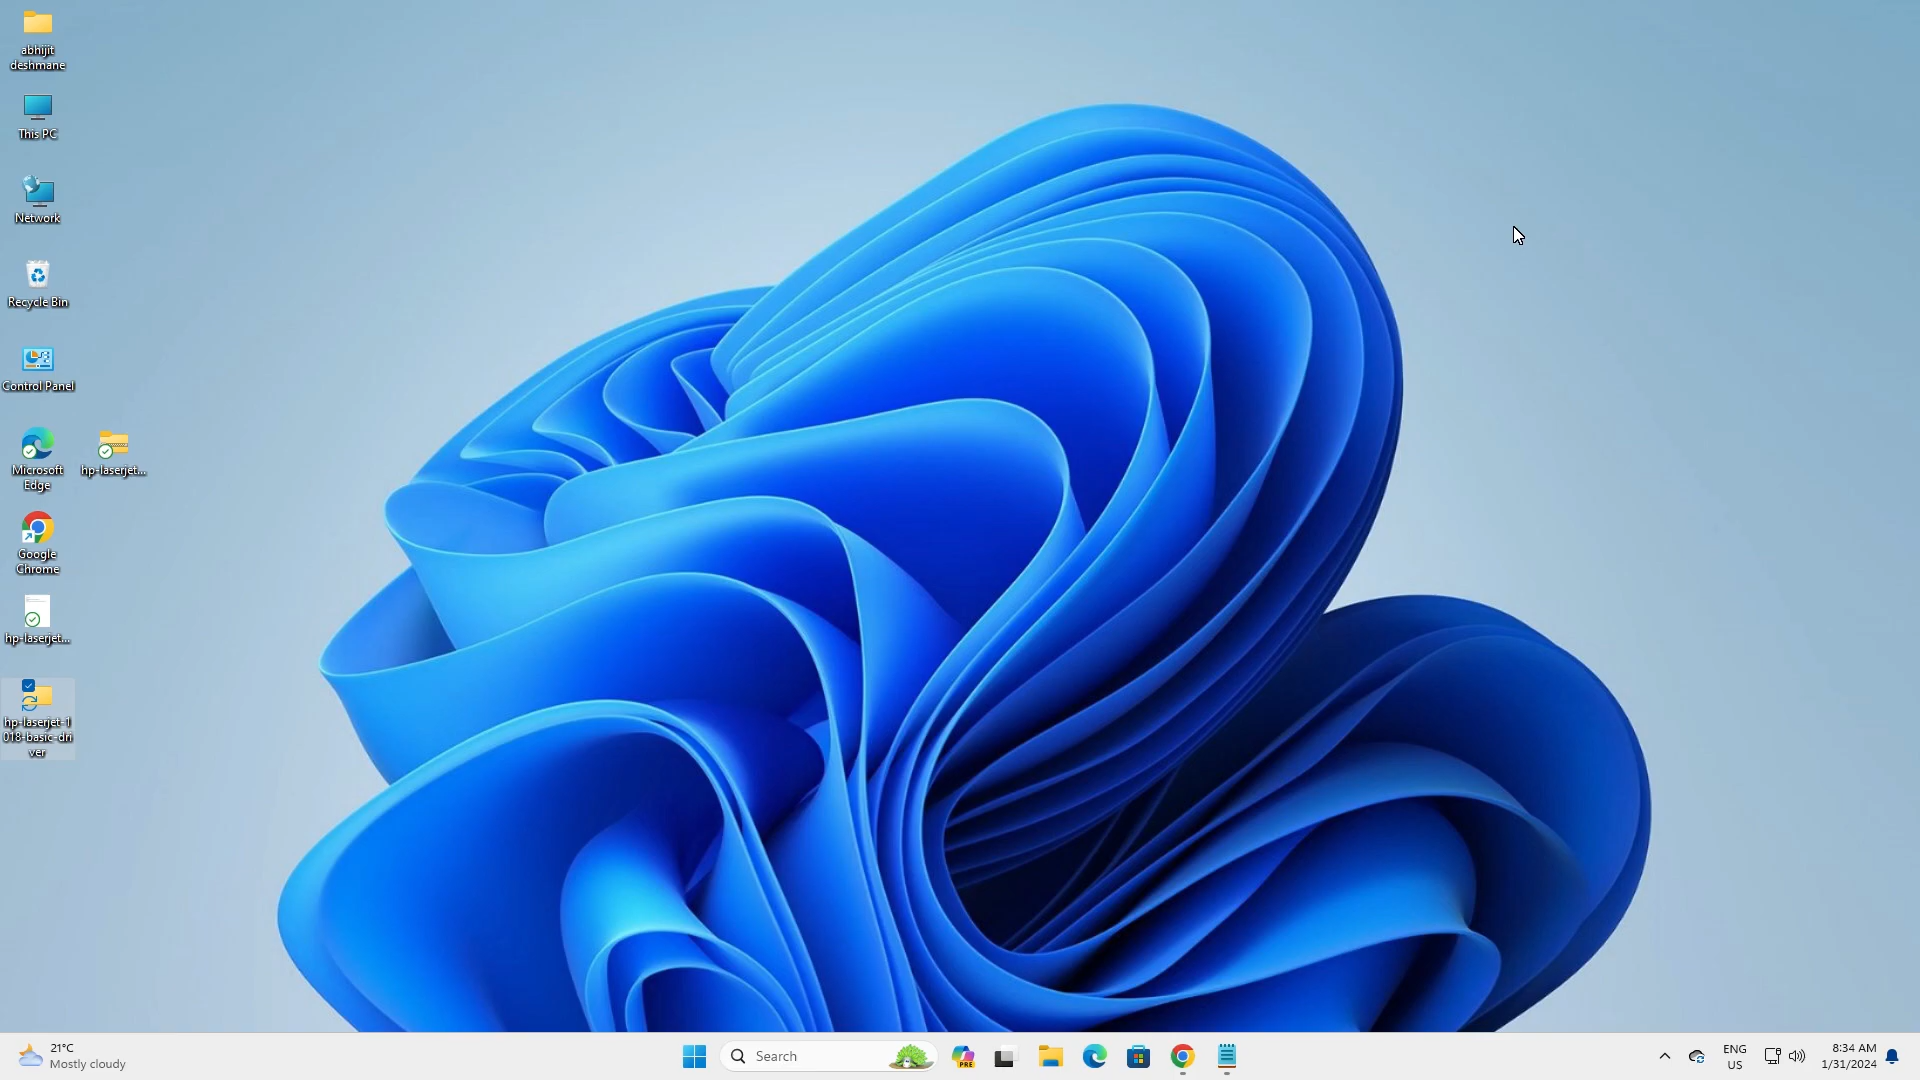 abhijit
deshmane
This PC
Network
Recycle Bin
Control Panel
Microsoft
Edge
hp-laserjet...
Google
Chrome
hp-laserjet...
hp-laserjet-1
018-basic-dri
ver
21°C
Mostly cloudy
Search
PRE
ENG
US
8:34 AM
1/31/2024